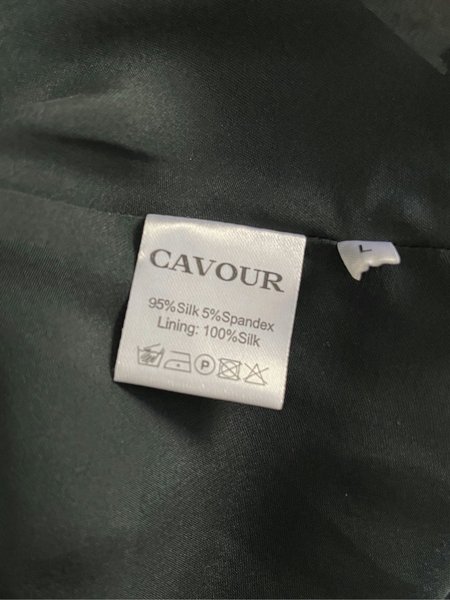 CAVOUR
95%Silk 5%Spandex
Lining: 100%Silk
P
L